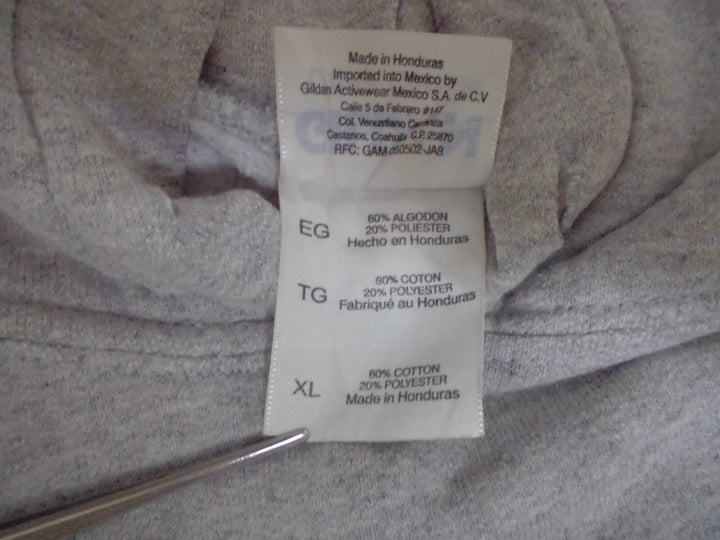 Made in Honduras
Imported into Mexico by
Gildan Activewear Mexico S.A. de C.V
Calle 5 de Febrero #147
Col. Venustiano Carranza
Castanos, Coahuila C.P. 25870
RFC: GAM-050502-JA8
EG
80% ALGODON
20% POLIESTER
Hecho en Honduras
TG
80% COTON
20% POLYESTER
Fabriqué au Honduras
XL
80% COTTON
20% POLYESTER
Made in Honduras